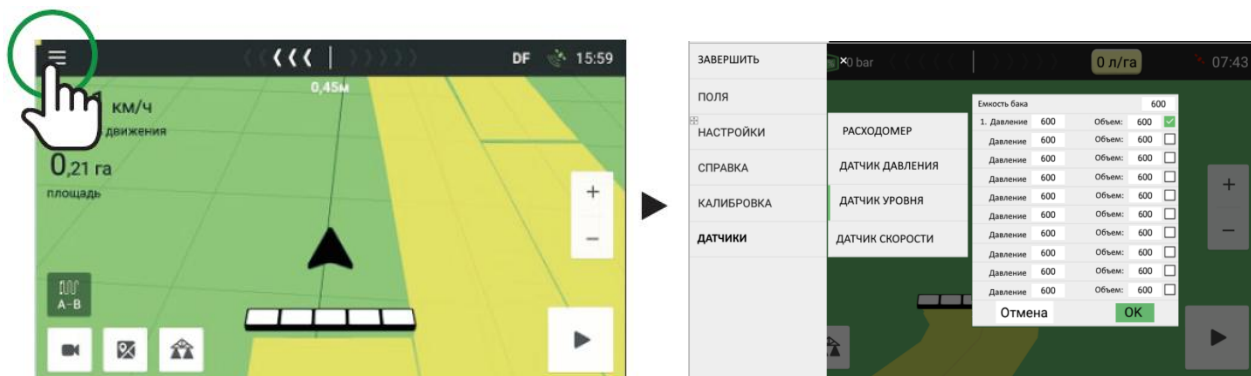 DF 15:59
0,45м
км/ч
движения
0,21 га
площадь
+
−
A-B
ЗАВЕРШИТЬ
ПОЛЯ
НАСТРОЙКИ
СПРАВКА
КАЛИБРОВКА
ДАТЧИКИ
РАСХОДОМЕР
ДАТЧИК ДАВЛЕНИЯ
ДАТЧИК УРОВНЯ
ДАТЧИК СКОРОСТИ
0 bar 0 л/га 07:43
Емкость бака 600
1. Давление 600 Объем: 600
Давление 600 Объем: 600
Давление 600 Объем: 600
Давление 600 Объем: 600
Давление 600 Объем: 600
Давление 600 Объем: 600
Давление 600 Объем: 600
Давление 600 Объем: 600
Давление 600 Объем: 600
Давление 600 Объем: 600
Отмена OK
+
−